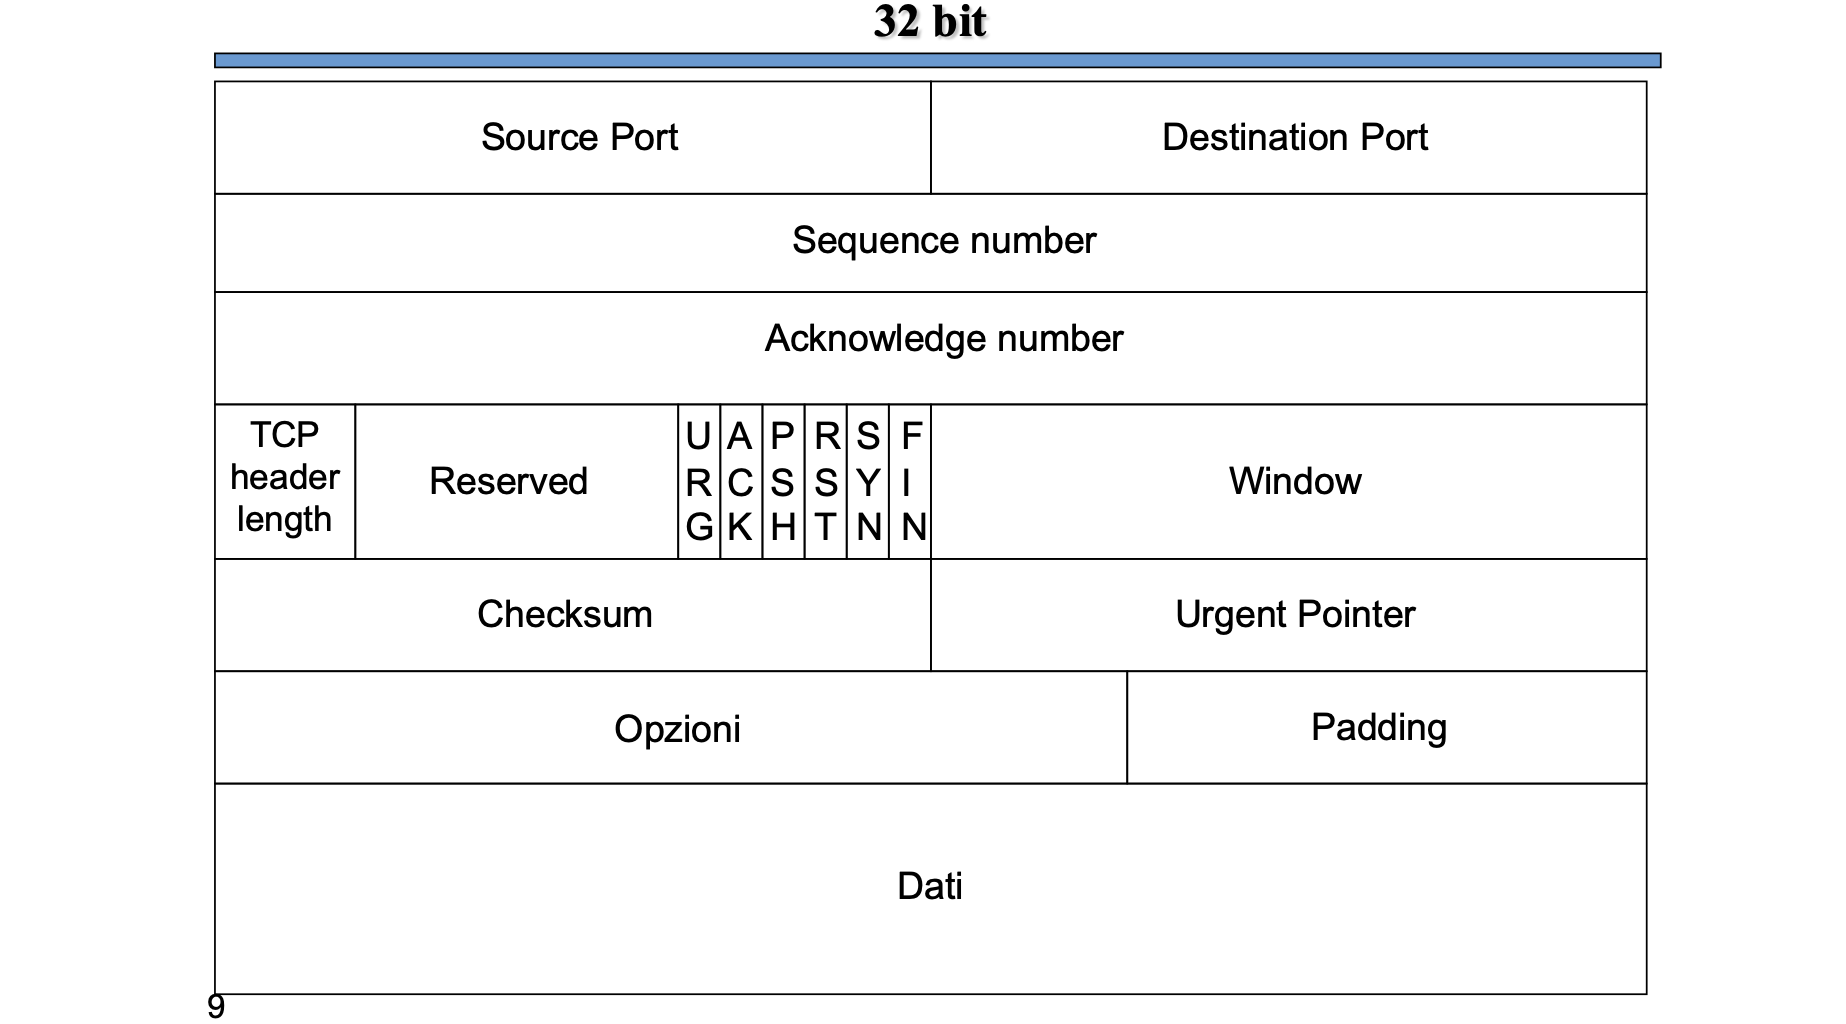 32 bit
Source Port
Destination Port
Sequence number
Acknowledge number
TCP
header
length
Reserved
URG
ACK
PSH
RST
SYN
FIN
Window
Checksum
Urgent Pointer
Opzioni
Padding
Dati
9